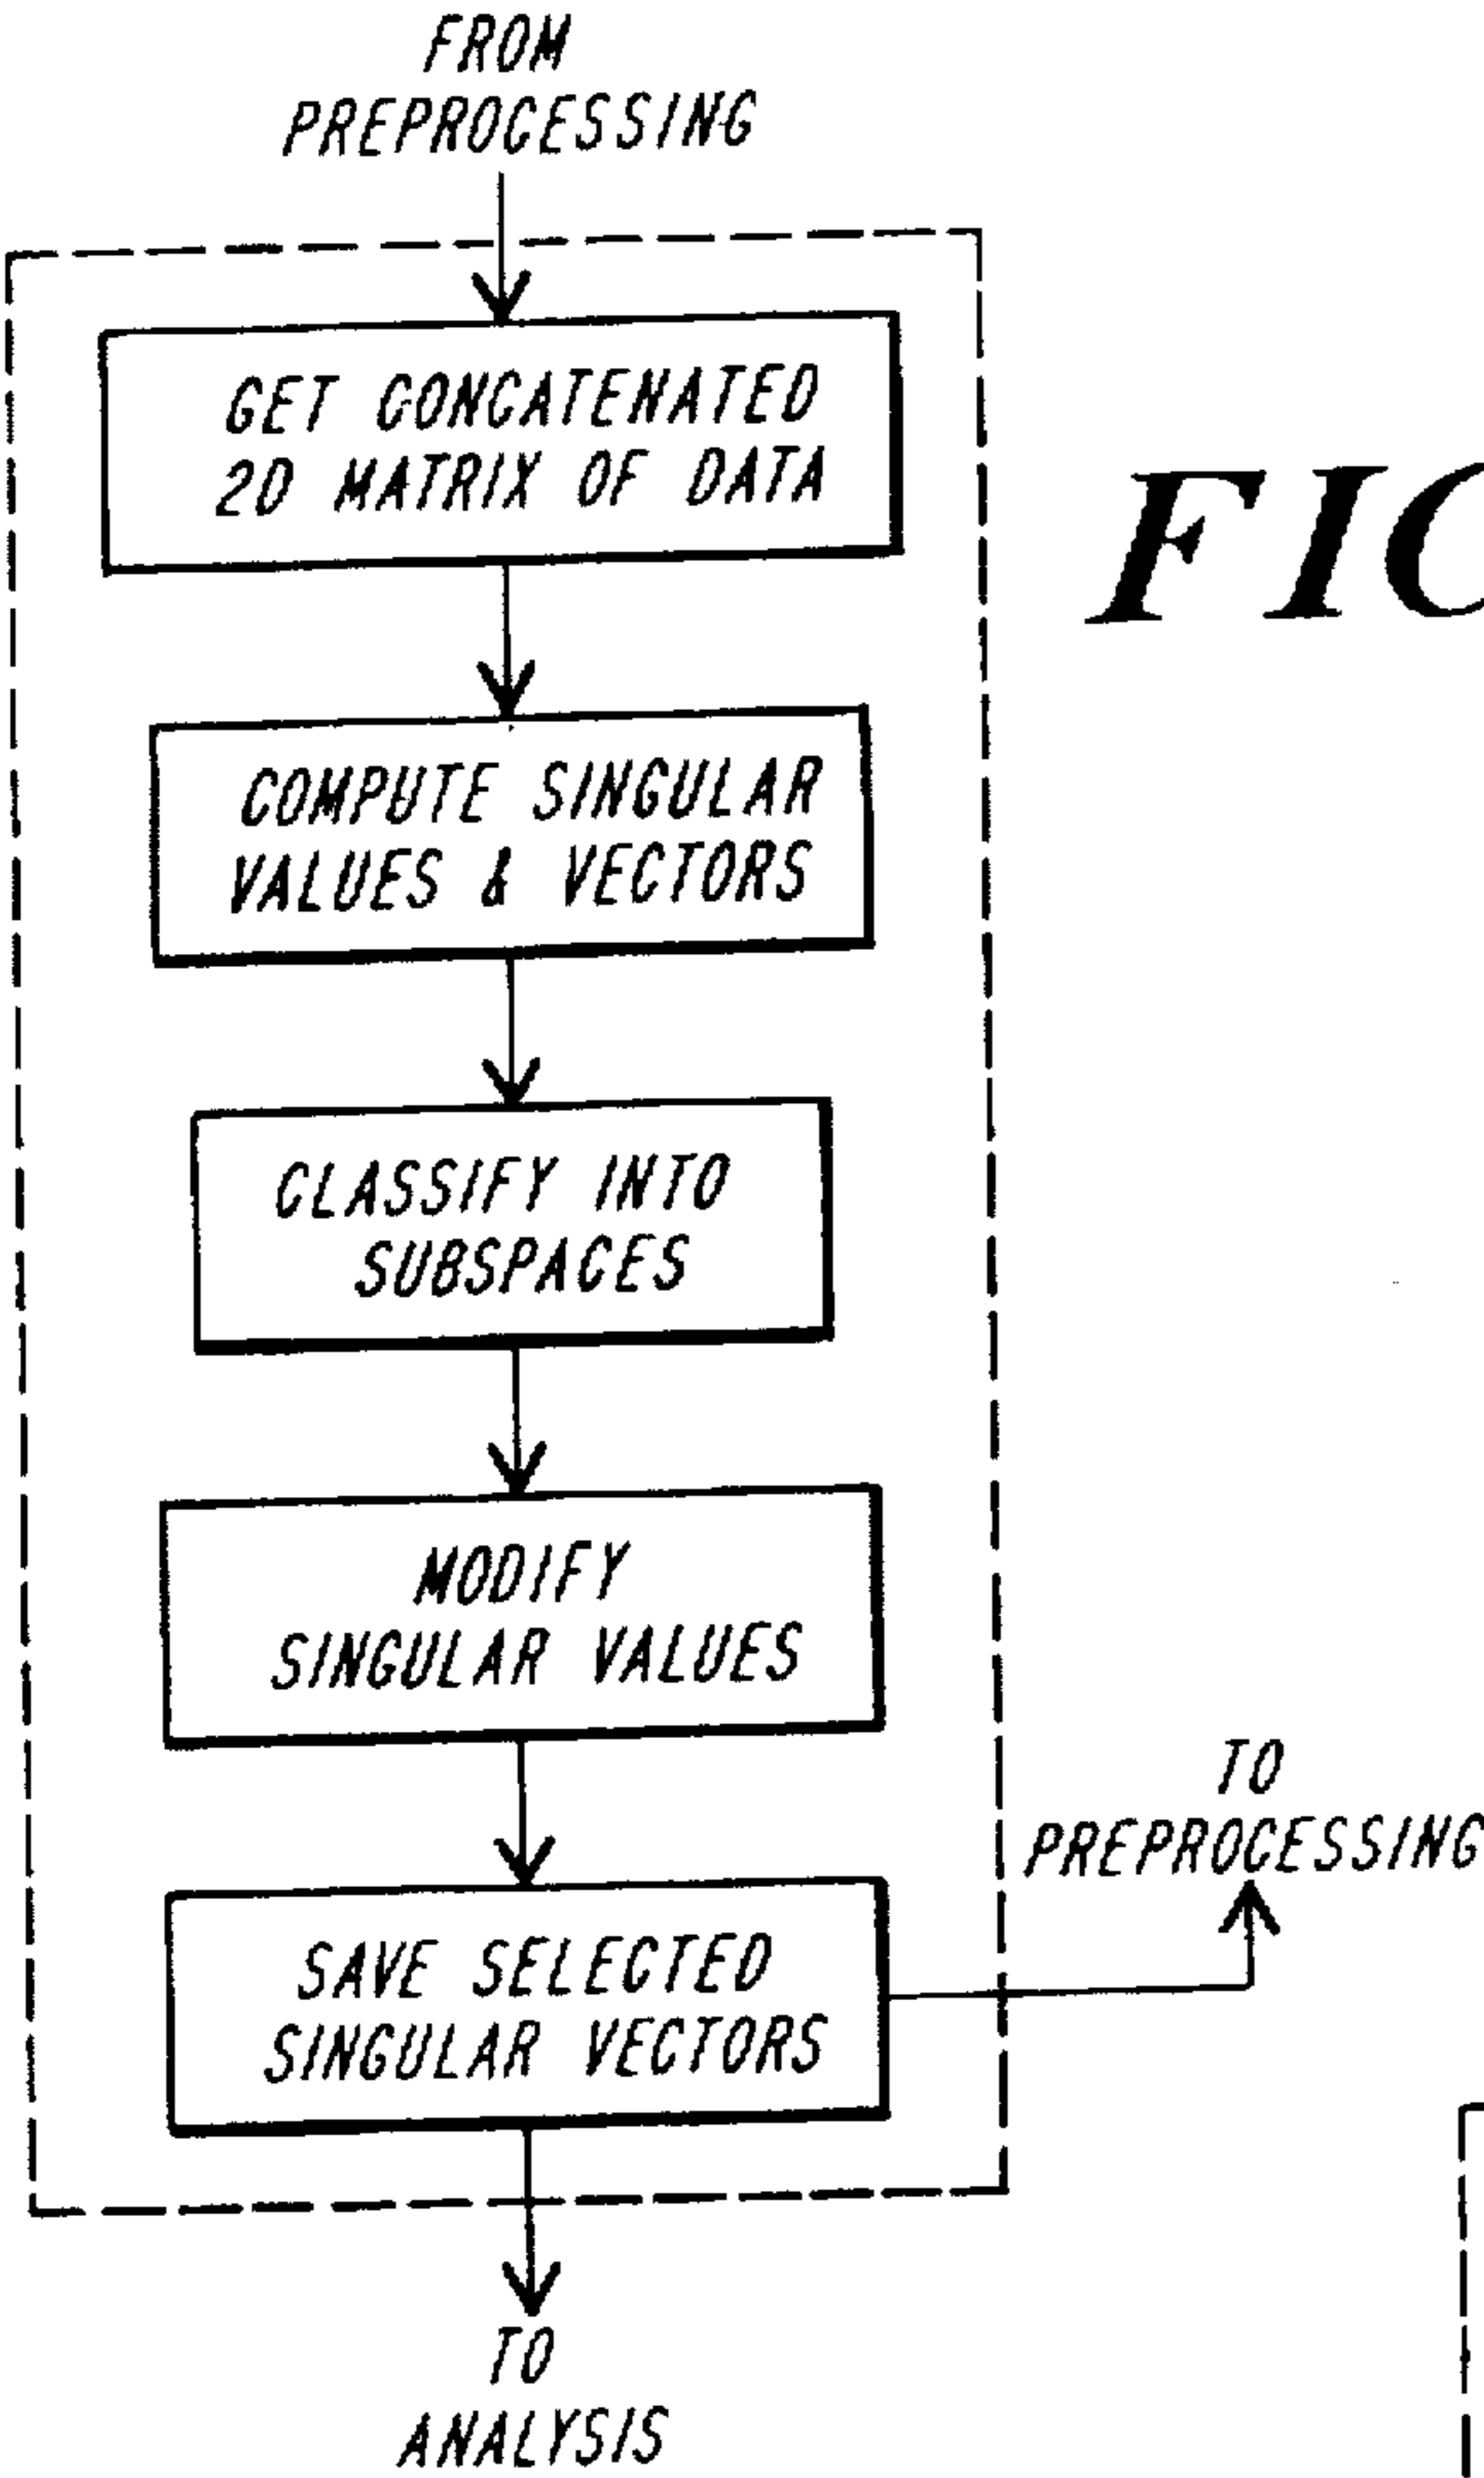 FROM
PREPROCESSING
GET CONCATENATED
2D MATRIX OF DATA
FIG
COMPUTE SINGULAR
VALUES & VECTORS
CLASSIFY INTO
SUBSPACES
MODIFY
SINGULAR VALUES
TO
PREPROCESSING
SAVE SELECTED
SINGULAR VECTORS
TO
ANALYSIS